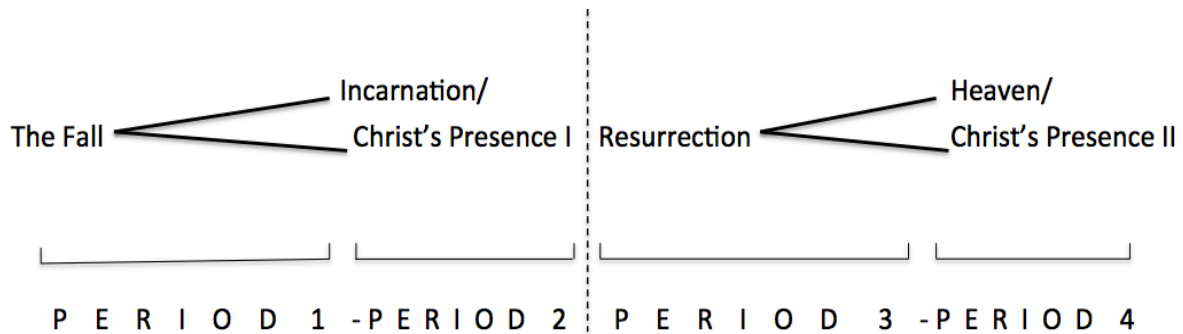 Incarnation/ Heaven/
The Fall Christ's Presence I Resurrection Christ's Presence II
P E R I O D 1 -P E R I O D 2 P E R I O D 3 -P E R I O D 4